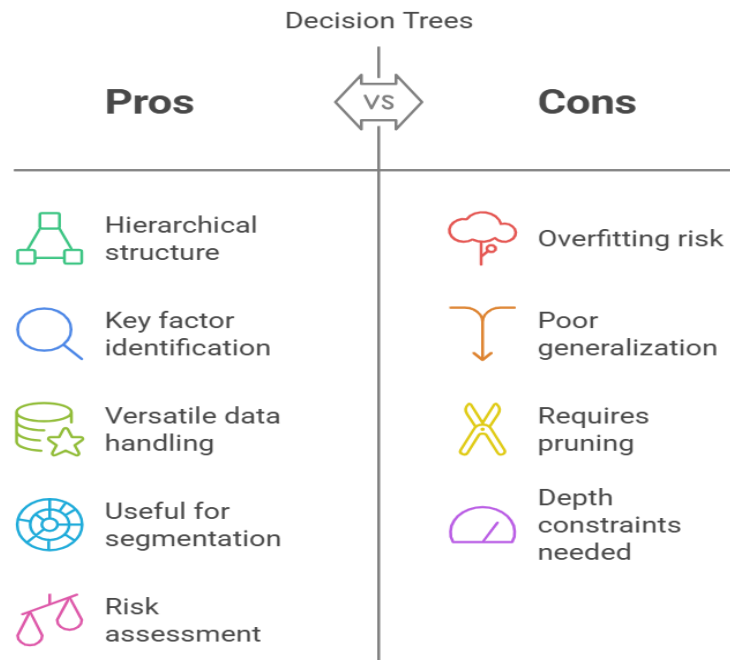 Decision Trees
Pros
VS
Cons
Hierarchical
structure
Key factor
identification
Versatile data
handling
Useful for
segmentation
Risk
assessment
Overfitting risk
Poor
generalization
Requires
pruning
Depth
constraints
needed